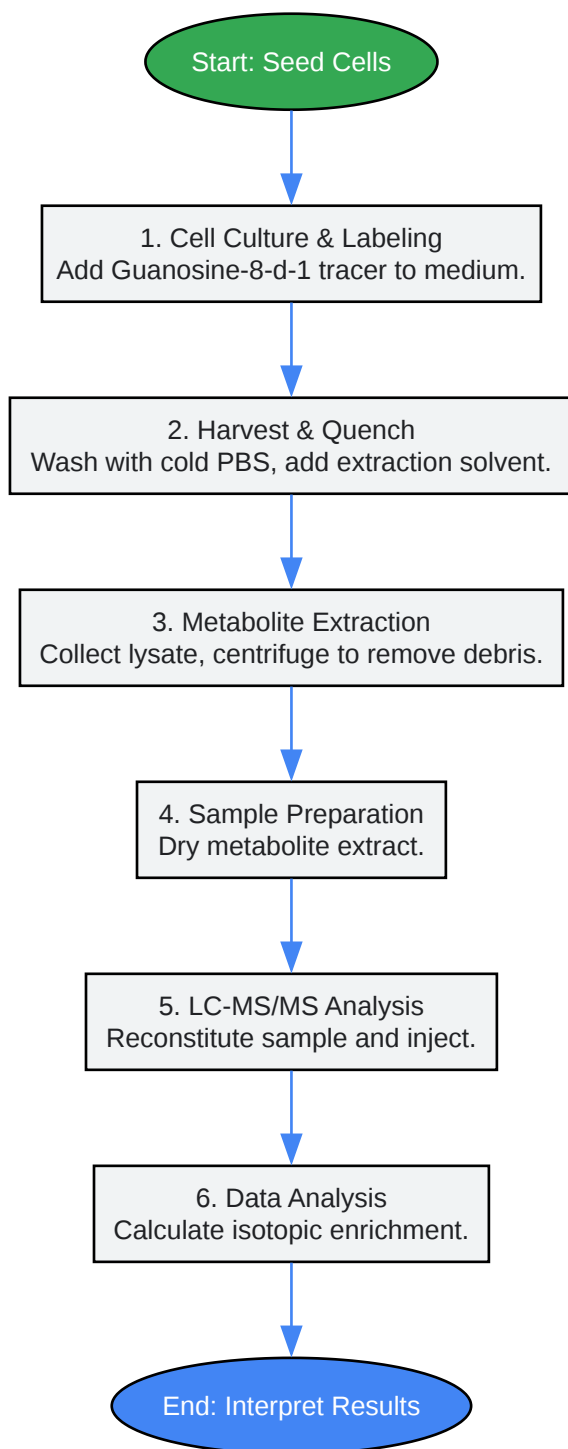 Start: Seed Cells
1. Cell Culture & Labeling
Add Guanosine-8-d-1 tracer to medium.
2. Harvest & Quench
Wash with cold PBS, add extraction solvent.
3. Metabolite Extraction
Collect lysate, centrifuge to remove debris.
4. Sample Preparation
Dry metabolite extract.
5. LC-MS/MS Analysis
Reconstitute sample and inject.
6. Data Analysis
Calculate isotopic enrichment.
End: Interpret Results